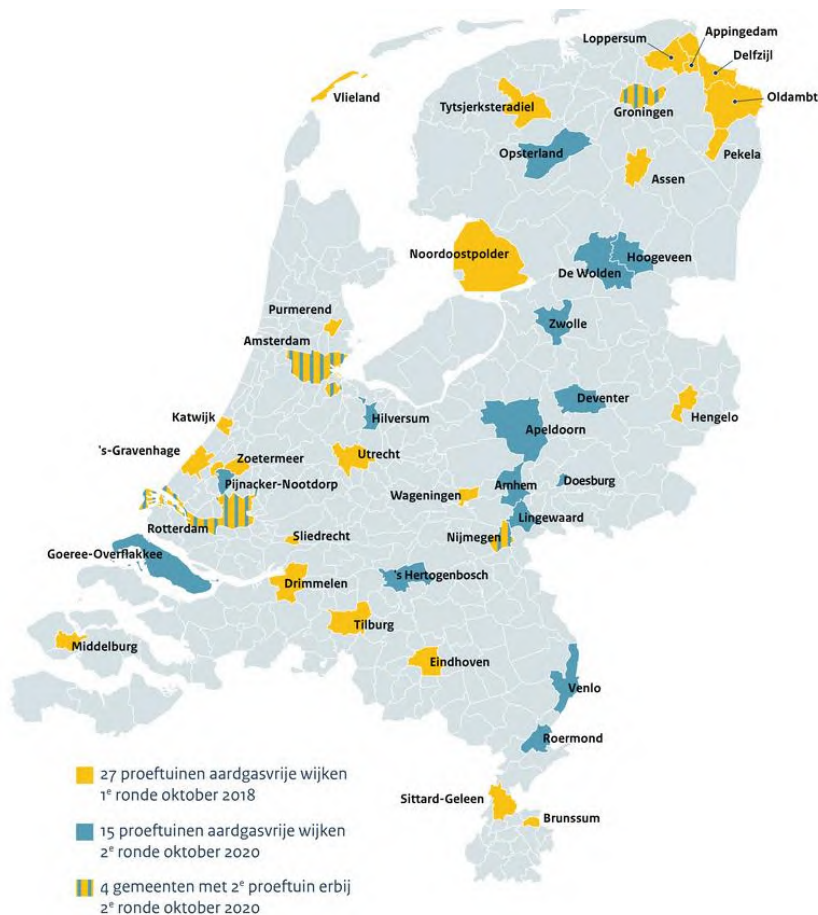 Appingedam
Loppersum
Delfzijl
Vlieland
Oldambt
Tytsjerksteradiel
Groningen
Opsterland
Pekela
Assen
Noordoostpolder
Hoogeveen
De Wolden
Purmerend
Zwolle
Amsterdam
Deventer
Katwijk
Hilversum
Hengelo
Apeldoorn
's-Gravenhage
Zoetermeer
Utrecht
Pijnacker-Nootdorp
Arnhem
Doesburg
Wageningen
Lingewaard
Rotterdam
Sliedrecht
Nijmegen
Goeree-Overflakkee
's Hertogenbosch
Drimmelen
Tilburg
Middelburg
Eindhoven
Venlo
Roermond
27 proeftuinen aardgasvrije wijken
1e ronde oktober 2018
Sittard-Geleen
Brunssum
15 proeftuinen aardgasvrije wijken
2e ronde oktober 2020
4 gemeenten met 2e proeftuin erbij
2e ronde oktober 2020